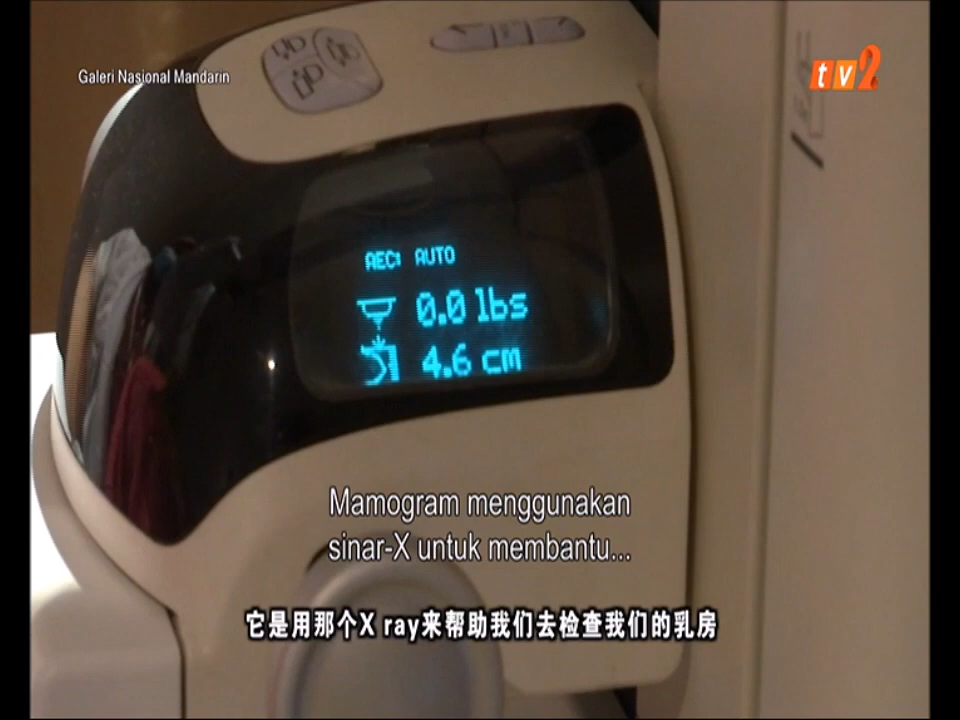 Galeri Nasional Mandarin
tv2
AEC: AUTO
0.0 lbs
4.6 cm
Mamogram menggunakan
sinar-X untuk membantu...
它是用那个X ray来帮助我们去检查我们的乳房